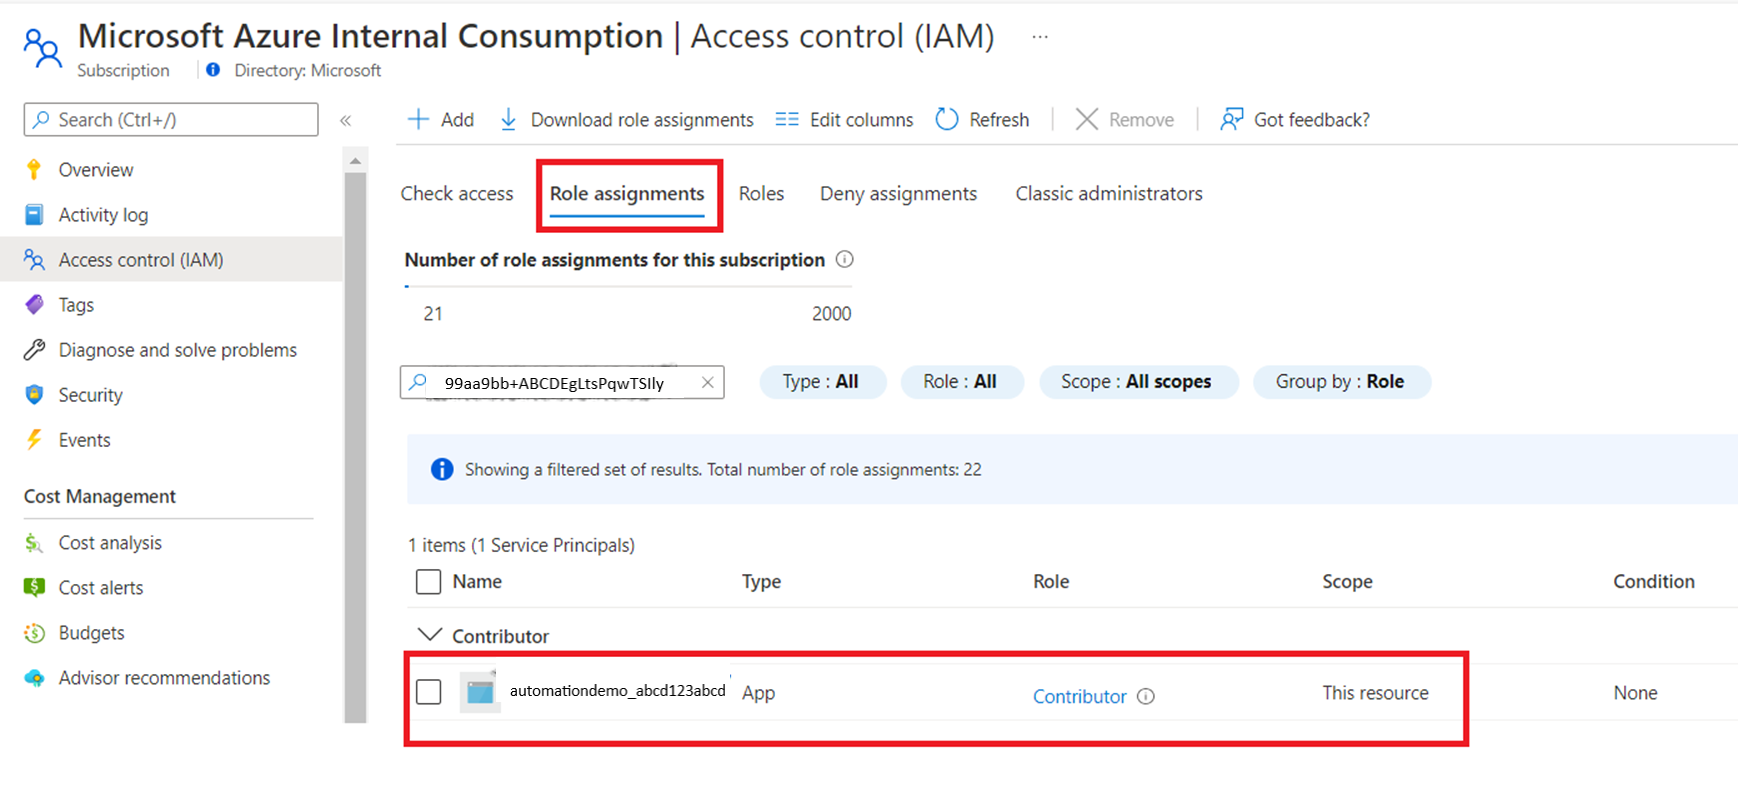 Microsoft Azure Internal Consumption | Access control (IAM) ...
Subscription
Directory: Microsoft
Search (Ctrl+/)
«
Overview
Activity log
Access control (IAM)
Tags
Diagnose and solve problems
Security
Events
Cost Management
Cost analysis
Cost alerts
Budgets
Advisor recommendations
Add Download role assignments Edit columns Refresh Remove Got feedback?
Check access Role assignments Roles Deny assignments Classic administrators
Number of role assignments for this subscription
21 2000
99aa9bb+ABCDEgLtsPqwTSIly Type : All Role : All Scope : All scopes Group by : Role
Showing a filtered set of results. Total number of role assignments: 22
1 items (1 Service Principals)
Name Type Role Scope Condition
Contributor
automationdemo_abcd123abcd App Contributor This resource None